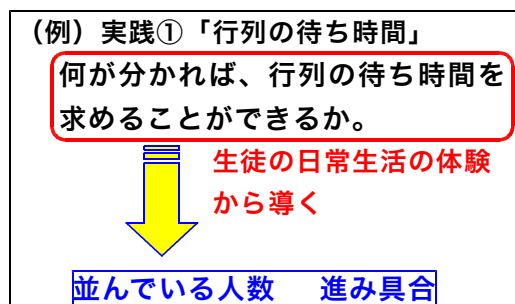 （例）実践①「行列の待ち時間」
何が分かれば、行列の待ち時間を
求めることができるか。
生徒の日常生活の体験
から導く
並んでいる人数　進み具合